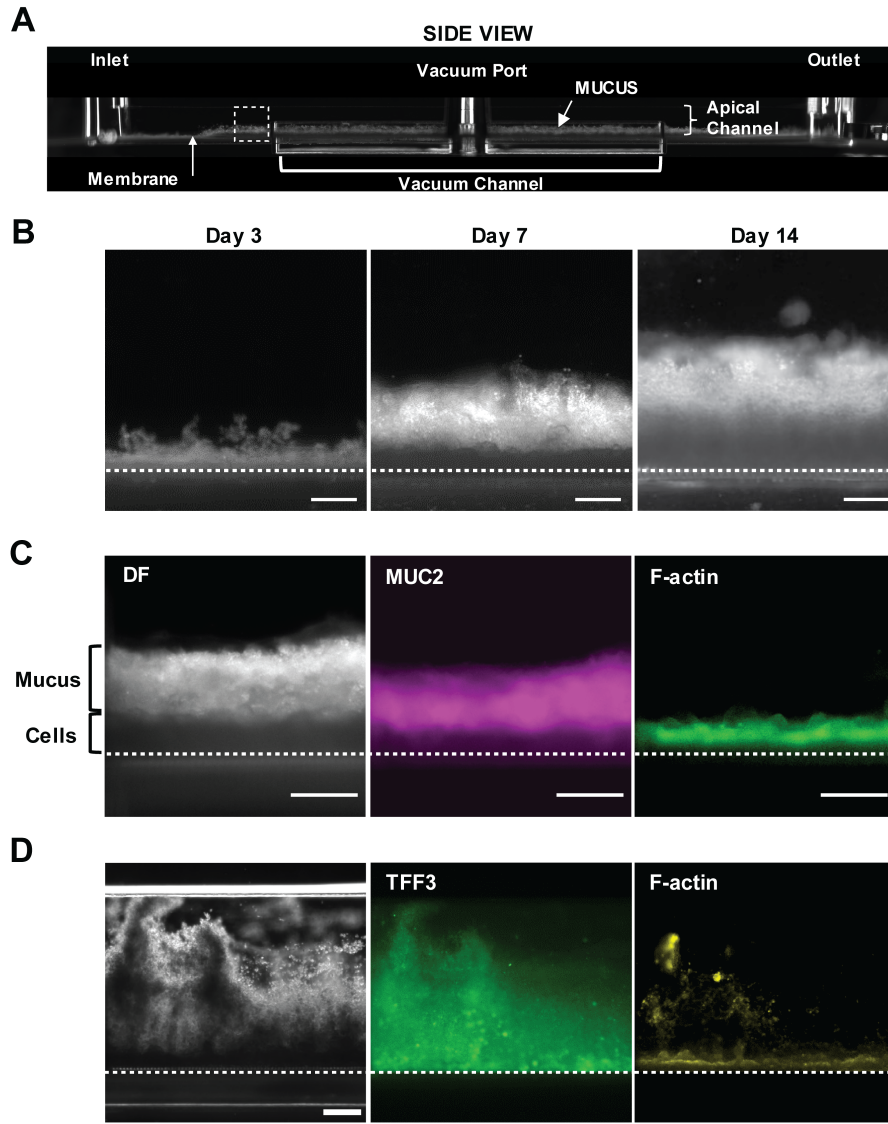 A
SIDE VIEW
Inlet
Vacuum Port
Outlet
MUCUS
Apical
Channel
Membrane
Vacuum Channel
B
Day 3
Day 7
Day 14
C
DF
MUC2
F-actin
Mucus
Cells
D
TFF3
F-actin